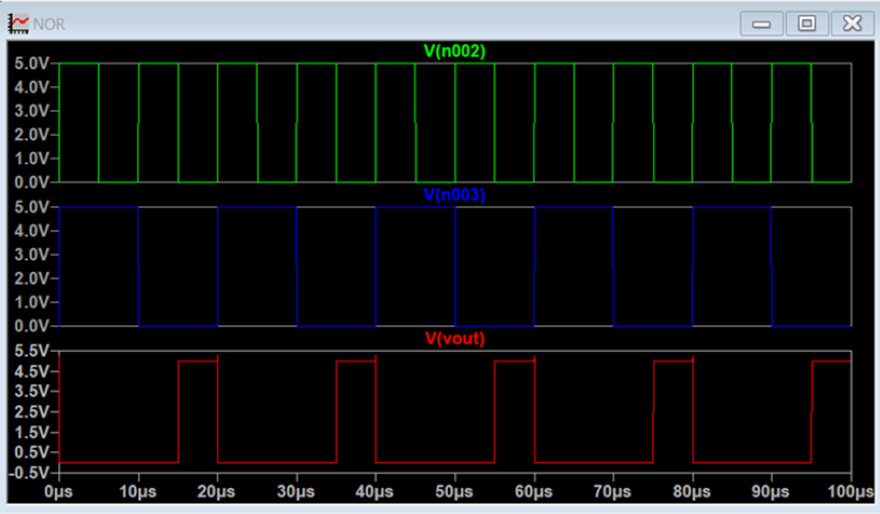 NOR
V(n002)
5.0V
4.0V
3.0V
2.0V
1.0V
0.0V
V(n003)
5.0V
4.0V
3.0V
2.0V
1.0V
0.0V
V(vout)
5.5V
4.5V
3.5V
2.5V
1.5V
0.5V
-0.5V
0µs 10µs 20µs 30µs 40µs 50µs 60µs 70µs 80µs 90µs 100µs